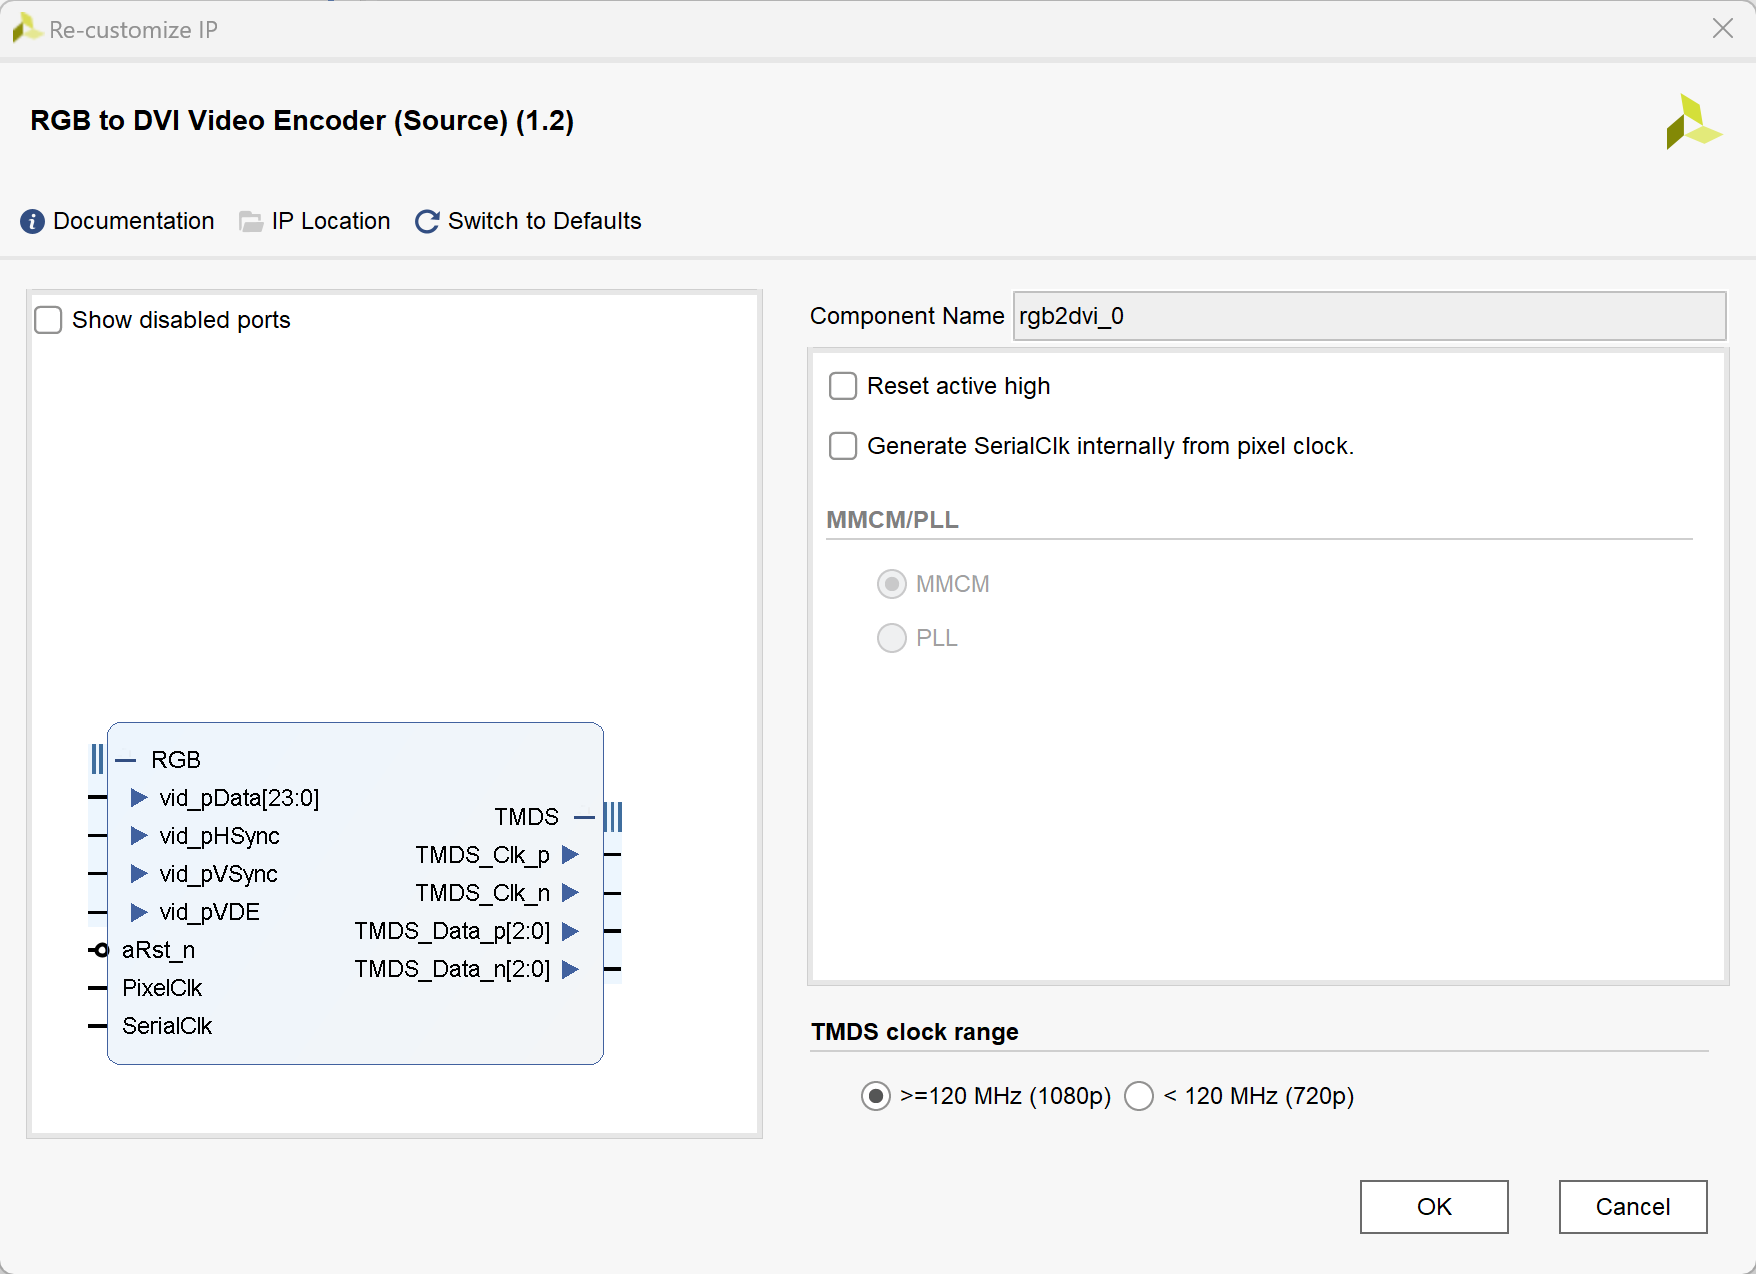 Re-customize IP
RGB to DVI Video Encoder (Source) (1.2)
Documentation IP Location Switch to Defaults
Show disabled ports
RGB
vid_pData[23:0]
vid_pHSync
vid_pVSync
vid_pVDE
aRst_n
PixelClk
SerialClk
TMDS
TMDS_Clk_p
TMDS_Clk_n
TMDS_Data_p[2:0]
TMDS_Data_n[2:0]
Component Name rgb2dvi_0
Reset active high
Generate SerialClk internally from pixel clock.
MMCM/PLL
MMCM
PLL
TMDS clock range
>=120 MHz (1080p) < 120 MHz (720p)
OK Cancel